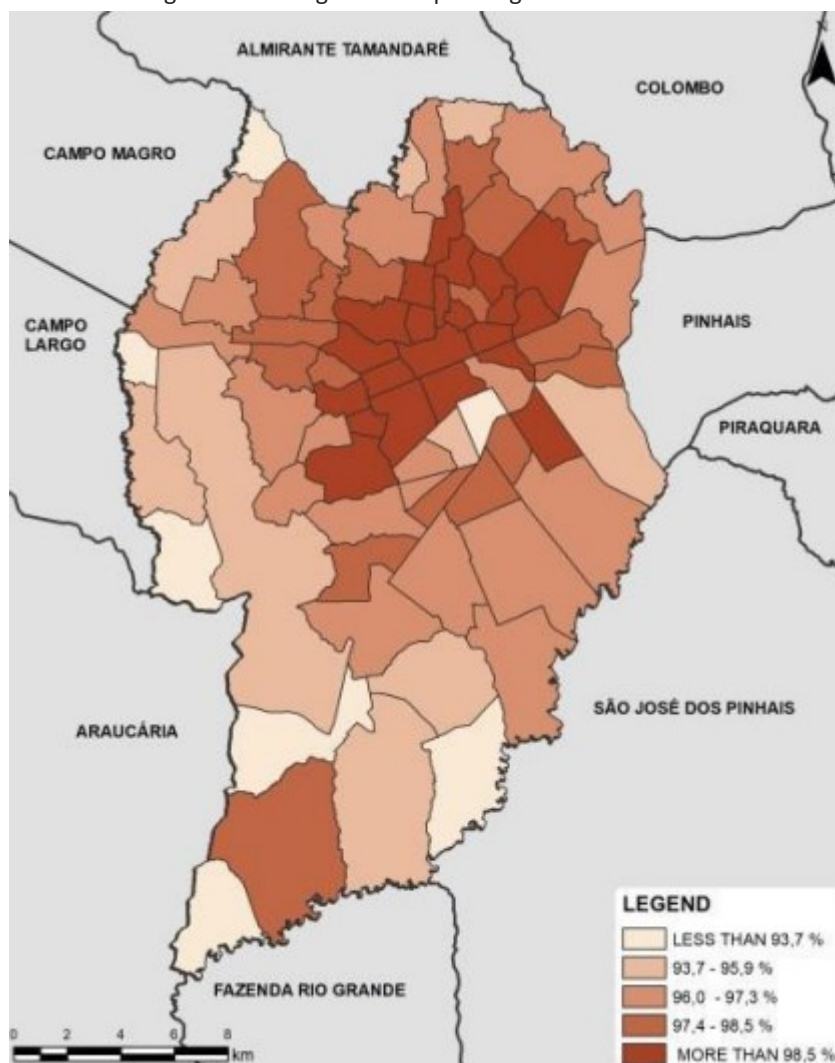 ALMIRANTE TAMANDARÉ
COLOMBO
CAMPO MAGRO
CAMPO
LARGO
PINHAIS
PIRAQUARA
SÃO JOSÉ DOS PINHAIS
ARAUCÁRIA
FAZENDA RIO GRANDE
LEGEND
LESS THAN 93,7 %
93,7 - 95,9 %
96,0 - 97,3 %
97,4 - 98,5 %
MORE THAN 98,5 %
0 2 4 6 8
km